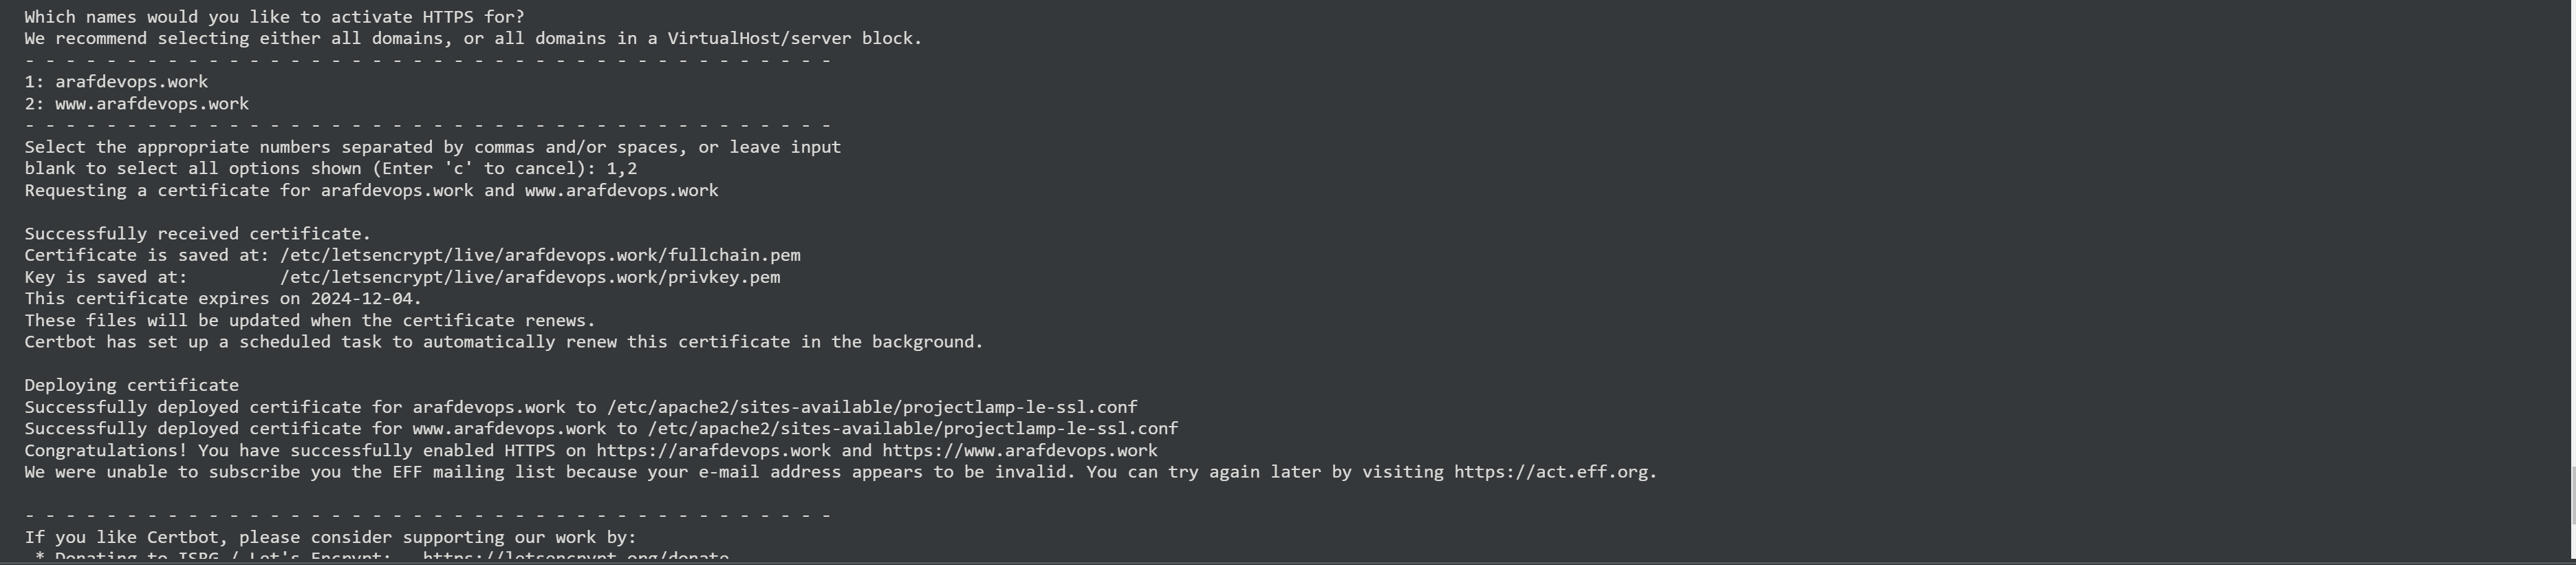 Which names would you like to activate HTTPS for?
We recommend selecting either all domains, or all domains in a VirtualHost/server block.
- - - - - - - - - - - - - - - - - - - - - - - - - - - - - - - - - - - - - - - -
1: arafdevops.work
2: www.arafdevops.work
- - - - - - - - - - - - - - - - - - - - - - - - - - - - - - - - - - - - - - - -
Select the appropriate numbers separated by commas and/or spaces, or leave input
blank to select all options shown (Enter 'c' to cancel): 1,2
Requesting a certificate for arafdevops.work and www.arafdevops.work
Successfully received certificate.
Certificate is saved at: /etc/letsencrypt/live/arafdevops.work/fullchain.pem
Key is saved at:         /etc/letsencrypt/live/arafdevops.work/privkey.pem
This certificate expires on 2024-12-04.
These files will be updated when the certificate renews.
Certbot has set up a scheduled task to automatically renew this certificate in the background.
Deploying certificate
Successfully deployed certificate for arafdevops.work to /etc/apache2/sites-available/projectlamp-le-ssl.conf
Successfully deployed certificate for www.arafdevops.work to /etc/apache2/sites-available/projectlamp-le-ssl.conf
Congratulations! You have successfully enabled HTTPS on https://arafdevops.work and https://www.arafdevops.work
We were unable to subscribe you the EFF mailing list because your e-mail address appears to be invalid. You can try again later by visiting https://act.eff.org.
- - - - - - - - - - - - - - - - - - - - - - - - - - - - - - - - - - - - - - - -
If you like Certbot, please consider supporting our work by:
 * Donating to ISRG / Let's Encrypt:   https://letsencrypt.org/donate